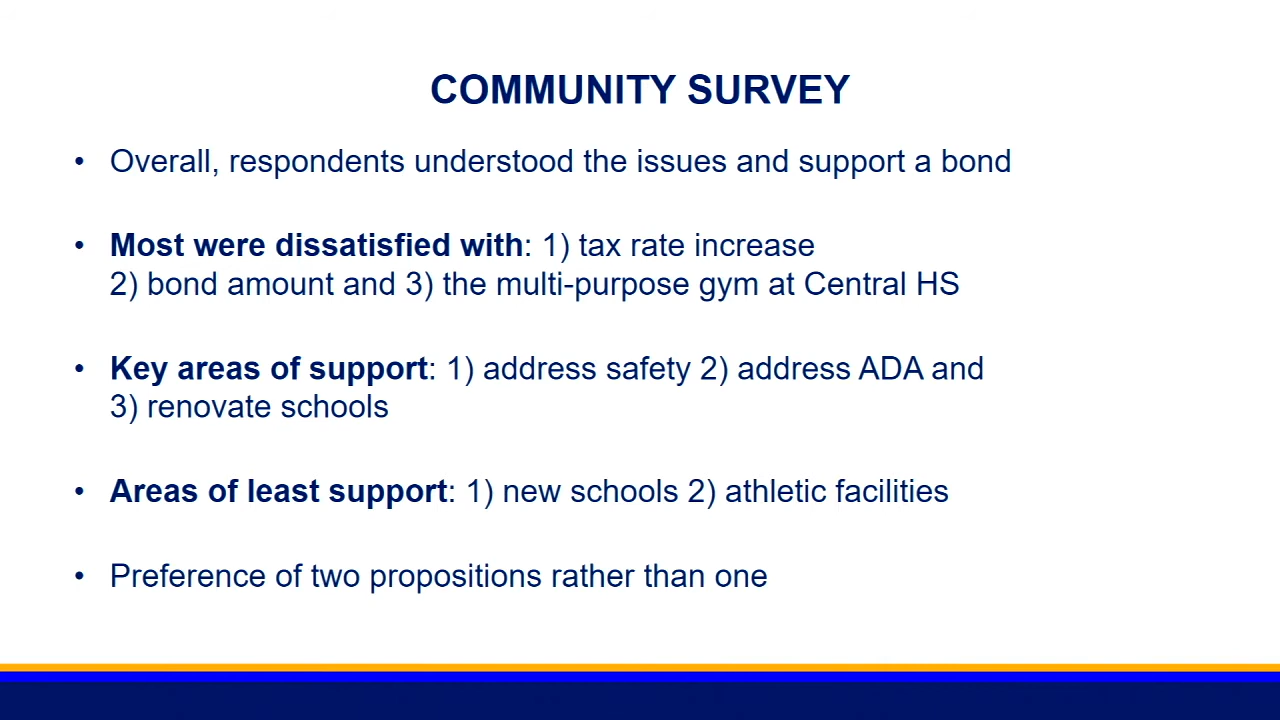 COMMUNITY SURVEY
• Overall, respondents understood the issues and support a bond
• Most were dissatisfied with: 1) tax rate increase
2) bond amount and 3) the multi-purpose gym at Central HS
• Key areas of support: 1) address safety 2) address ADA and
3) renovate schools
• Areas of least support: 1) new schools 2) athletic facilities
• Preference of two propositions rather than one